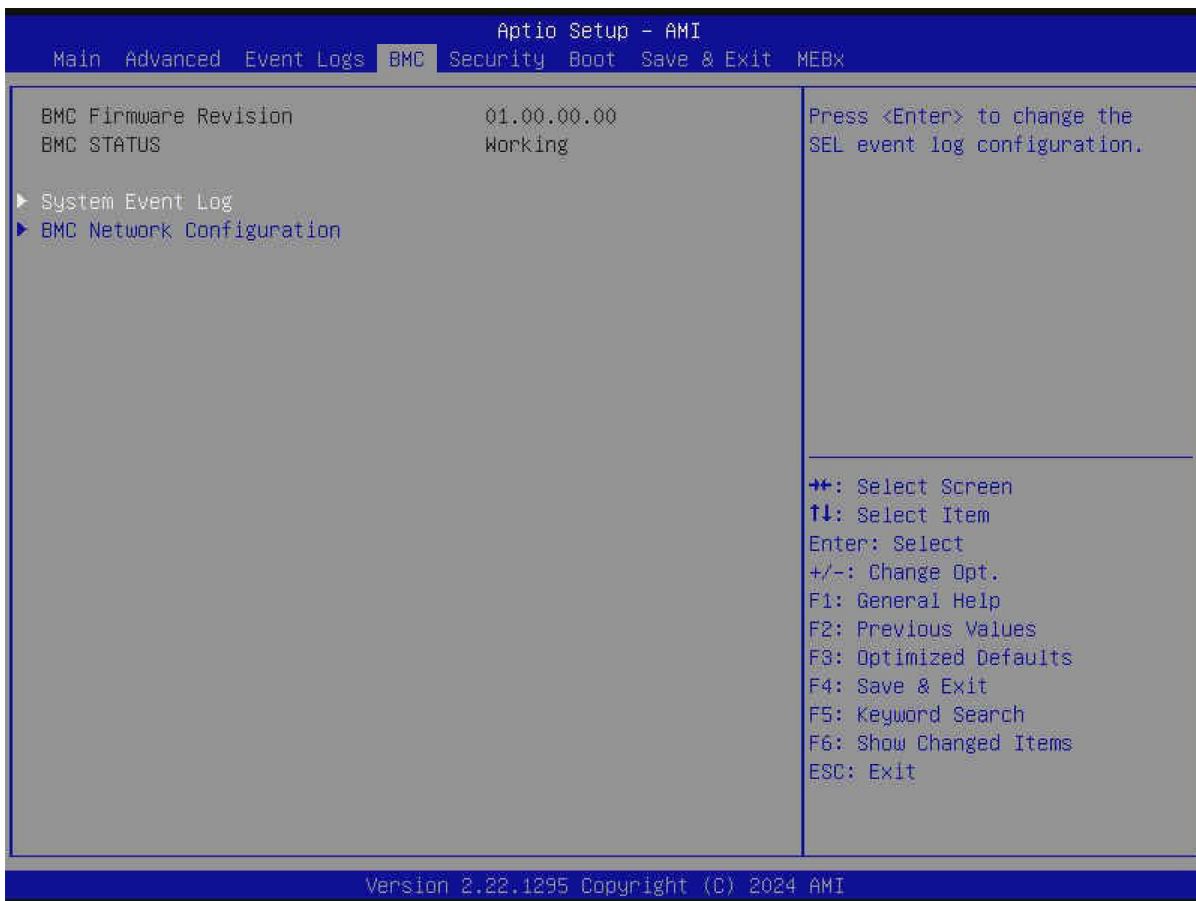 Aptio Setup - AMI
Main Advanced Event Logs BMC Security Boot Save & Exit MEBx
BMC Firmware Revision 01.00.00.00
BMC STATUS Working
▶ System Event Log
▶ BMC Network Configuration
Press <Enter> to change the
SEL event log configuration.
→←: Select Screen
↑↓: Select Item
Enter: Select
+/-: Change Opt.
F1: General Help
F2: Previous Values
F3: Optimized Defaults
F4: Save & Exit
F5: Keyword Search
F6: Show Changed Items
ESC: Exit
Version 2.22.1295 Copyright (C) 2024 AMI